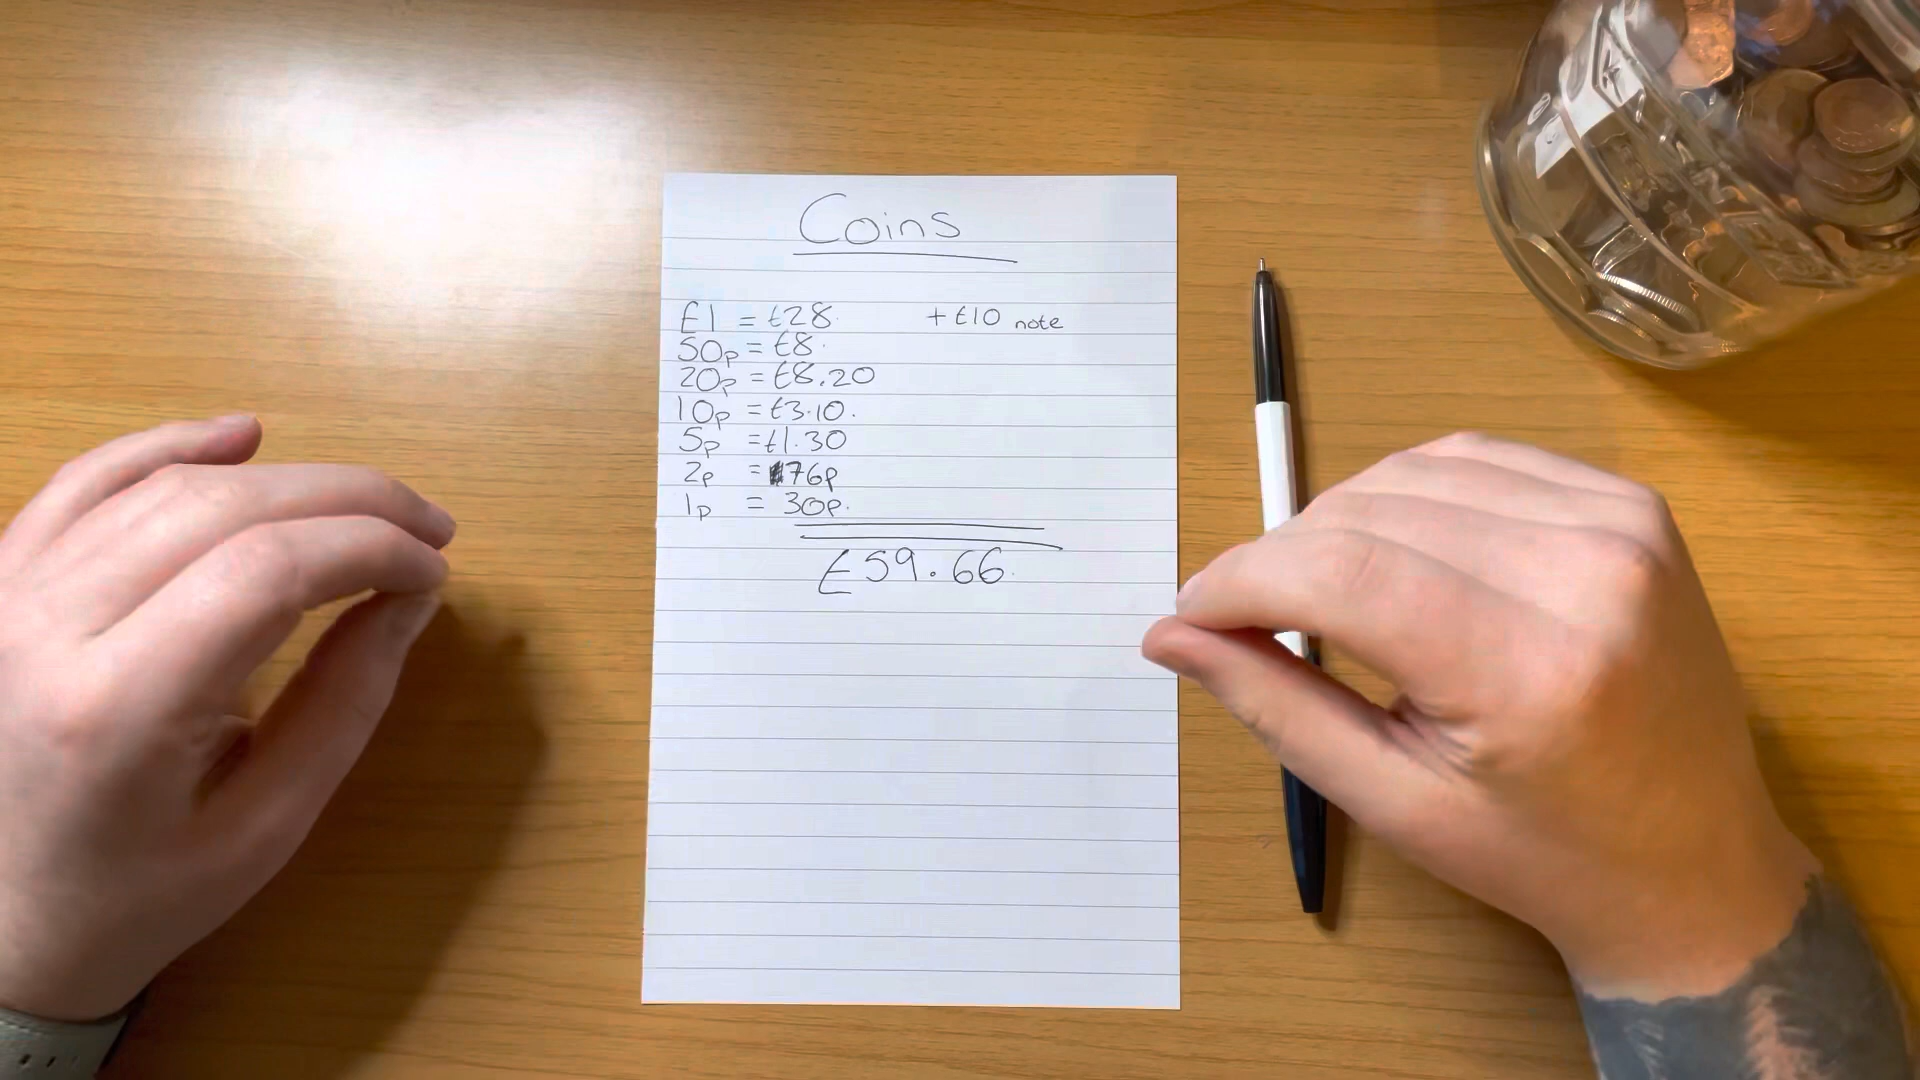 Coins
£1 = £28. + £10 note
50p = £8.
20p = £8.20
10p = £3.10.
5p = £1.30
2p = 76p
1p = 30p.
£59.66.